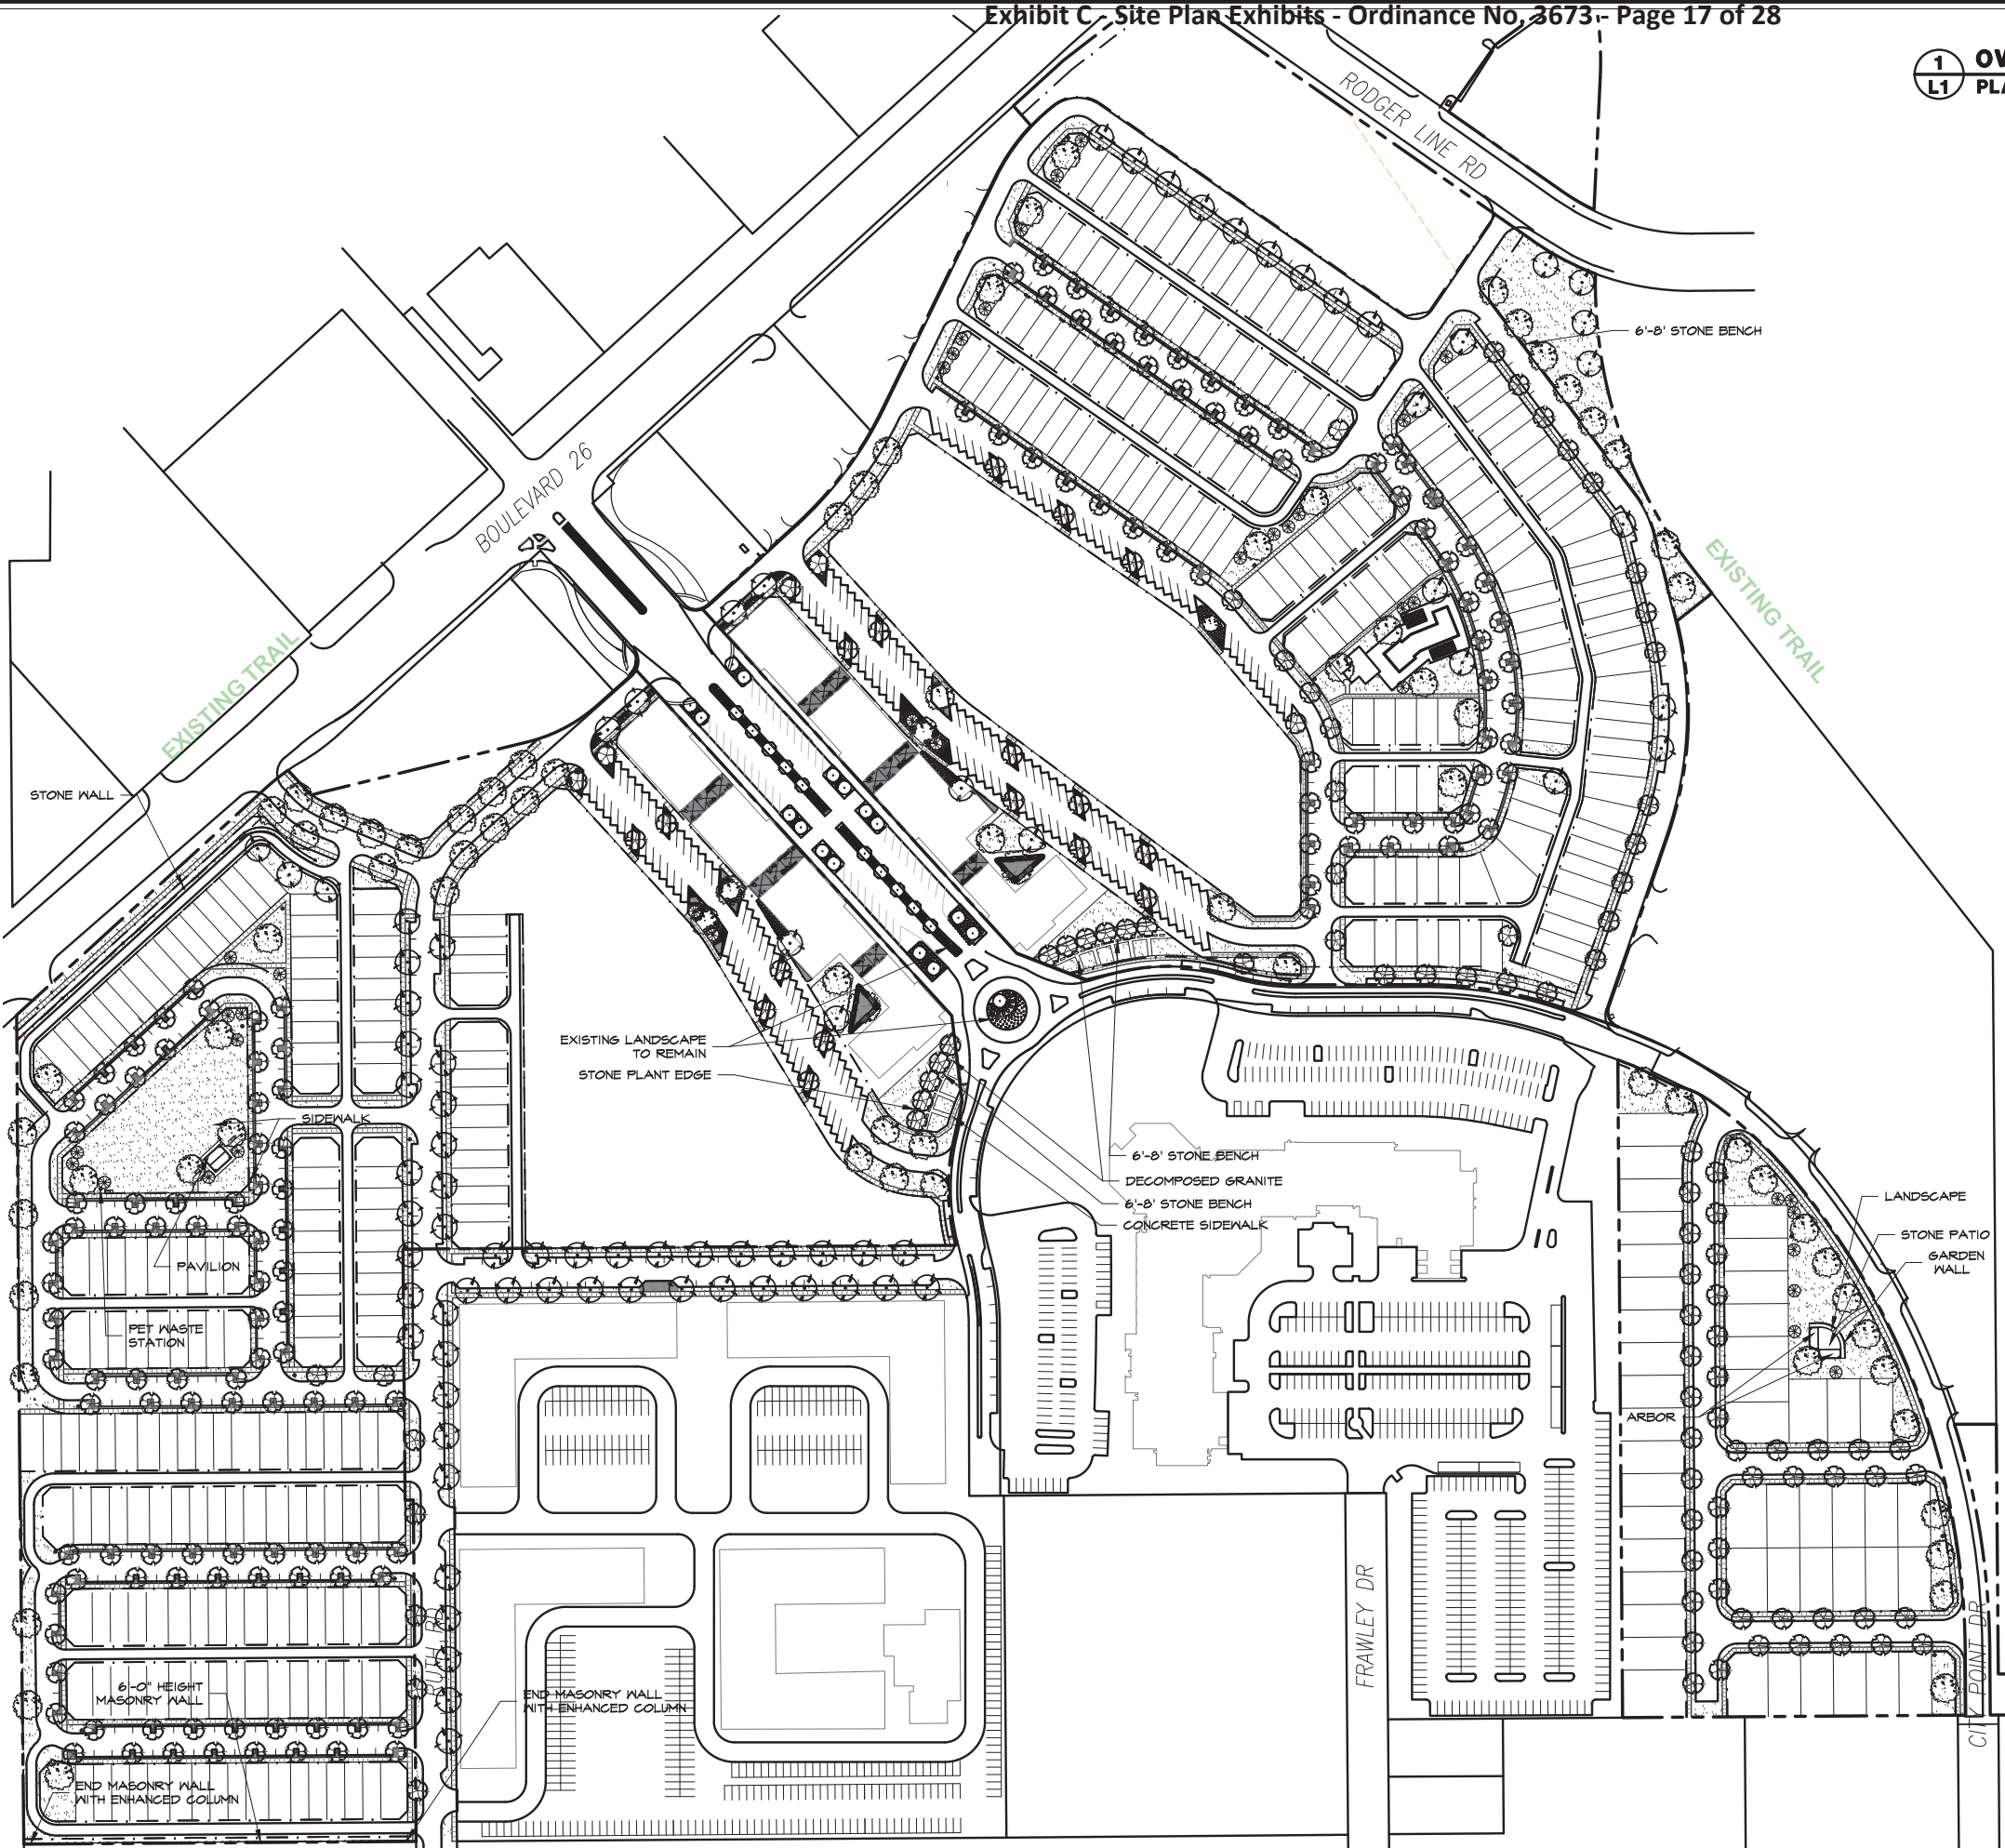 Exhibit C - Site Plan Exhibits - Ordinance No. 3673 - Page 17 of 28
1
L1
RODGER LINE RD
6'-8' STONE BENCH
BOULEVARD 26
EXISTING TRAIL
EXISTING TRAIL
STONE WALL
EXISTING LANDSCAPE
TO REMAIN
STONE PLANT EDGE
SIDEWALK
6'-8' STONE BENCH
DECOMPOSED GRANITE
6'-8' STONE BENCH
CONCRETE SIDEWALK
LANDSCAPE
STONE PATIO
GARDEN
WALL
PAVILION
PET WASTE
STATION
ARBOR
FRAWLEY DR
CITY POINT DR
6'-0" HEIGHT
MASONRY WALL
END MASONRY WALL
WITH ENHANCED COLUMN
END MASONRY WALL
WITH ENHANCED COLUMN